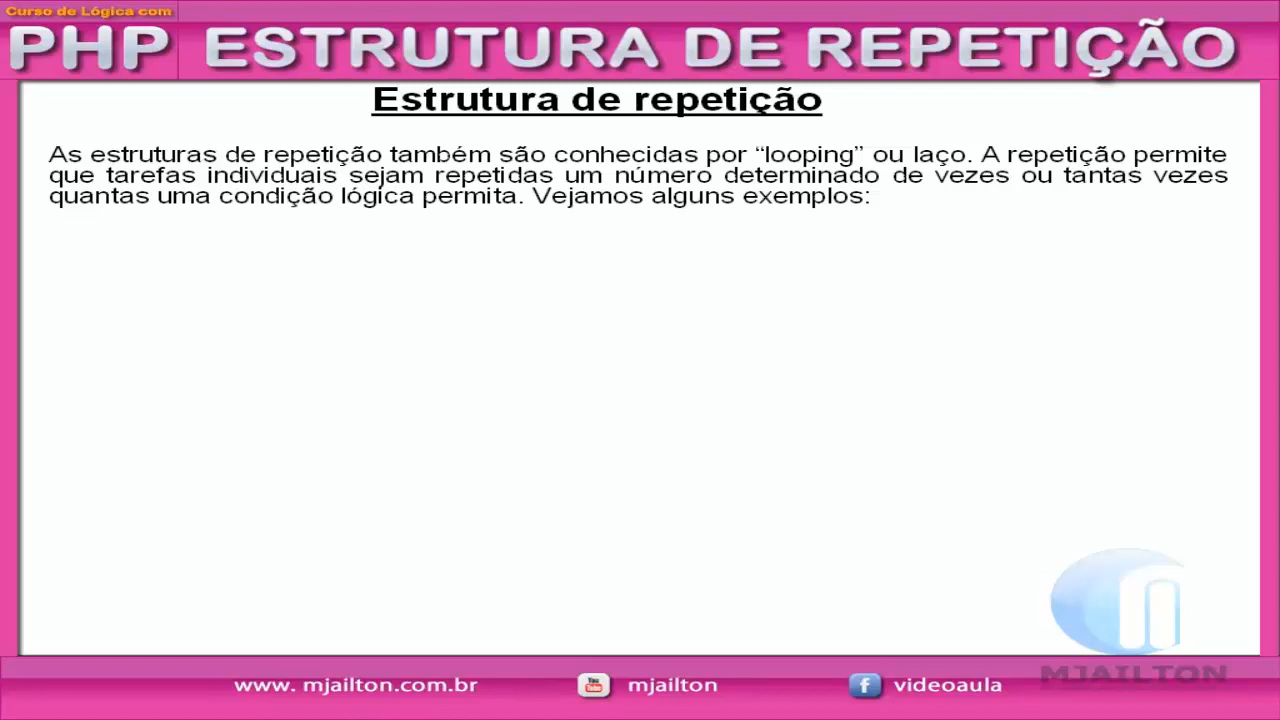 Curso de Lógica com
PHP ESTRUTURA DE REPETIÇÃO
Estrutura de repetição
As estruturas de repetição também são conhecidas por “looping” ou laço. A repetição permite
que tarefas individuais sejam repetidas um número determinado de vezes ou tantas vezes
quantas uma condição lógica permita. Vejamos alguns exemplos:
MJAILTON
www. mjailton.com.br
You Tube
mjailton
f
videoaula